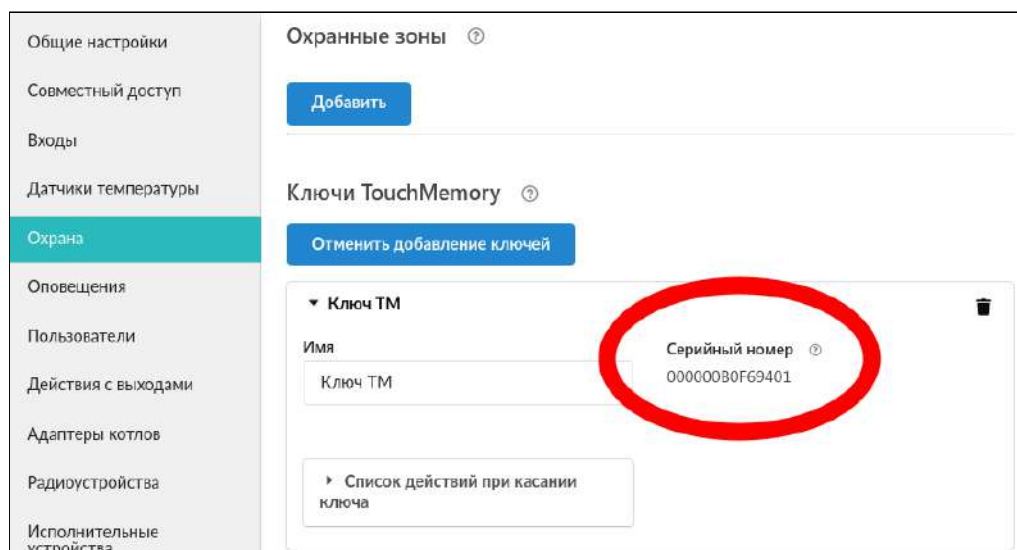 Общие настройки
Совместный доступ
Входы
Датчики температуры
Охрана
Оповещения
Пользователи
Действия с выходами
Адаптеры котлов
Радиоустройства
Исполнительные
устройства
Охранные зоны
Добавить
Ключи TouchMemory
Отменить добавление ключей
Ключ ТМ
Имя
Ключ ТМ
Серийный номер
000000B0F69401
Список действий при касании
ключа